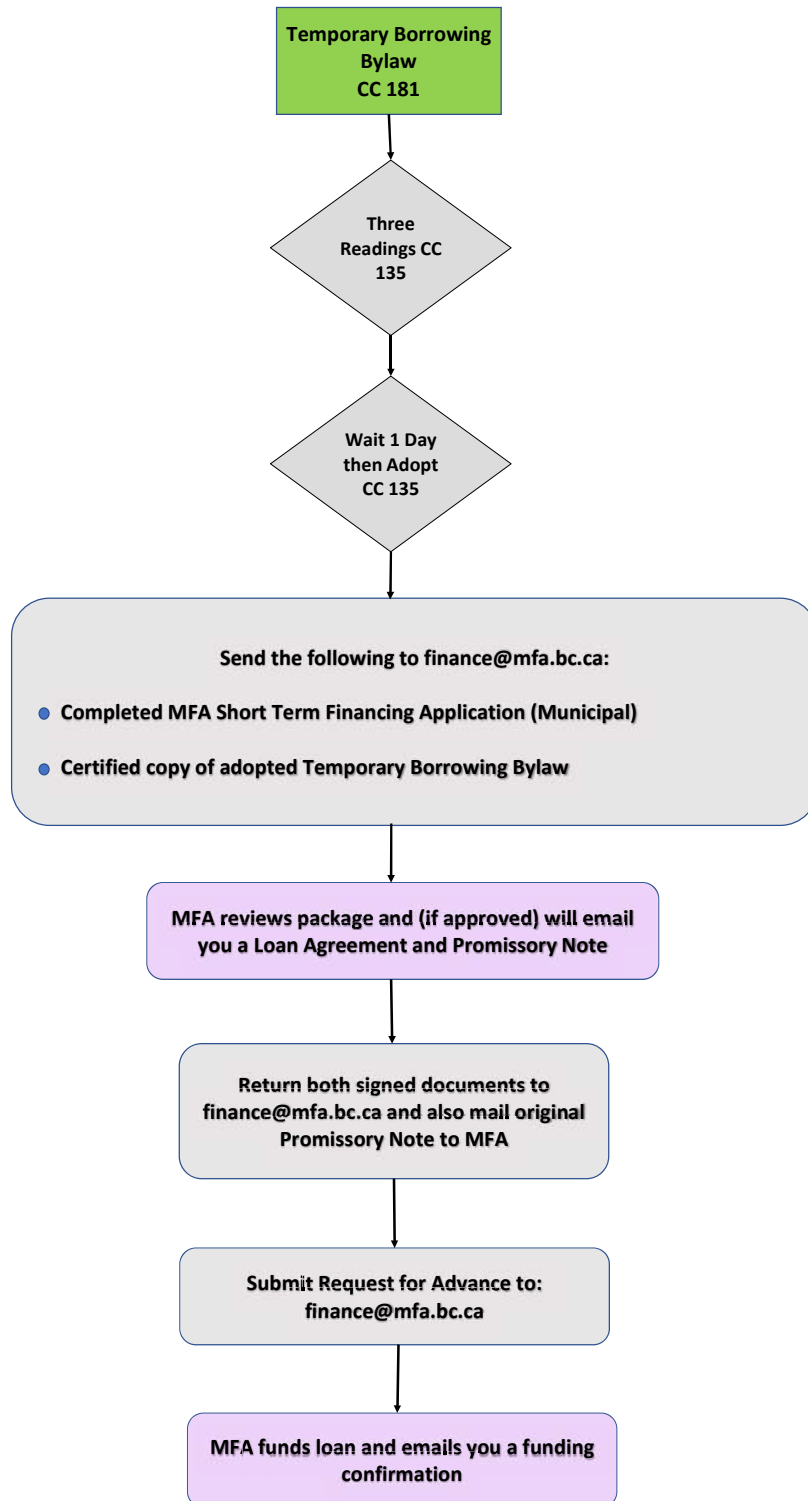 Temporary Borrowing
Bylaw
CC 181
Three
Readings CC
135
Wait 1 Day
then Adopt
CC 135
Send the following to finance@mfa.bc.ca:
Completed MFA Short Term Financing Application (Municipal)
Certified copy of adopted Temporary Borrowing Bylaw
MFA reviews package and (if approved) will email
you a Loan Agreement and Promissory Note
Return both signed documents to
finance@mfa.bc.ca and also mail original
Promissory Note to MFA
Submit Request for Advance to:
finance@mfa.bc.ca
MFA funds loan and emails you a funding
confirmation